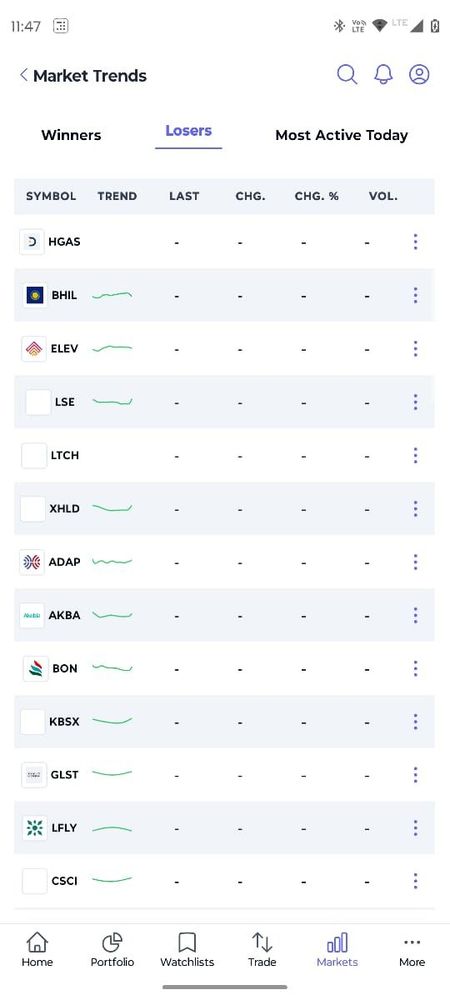 11:47
Vo)) LTE LTE
Market Trends
Winners Losers Most Active Today
SYMBOL TREND LAST CHG. CHG. % VOL.
HGAS - - - -
BHIL - - - -
ELEV - - - -
LSE - - - -
LTCH - - - -
XHLD - - - -
ADAP - - - -
AKBA - - - -
BON - - - -
KBSX - - - -
GLST - - - -
LFLY - - - -
CSCI - - - -
Home Portfolio Watchlists Trade Markets More